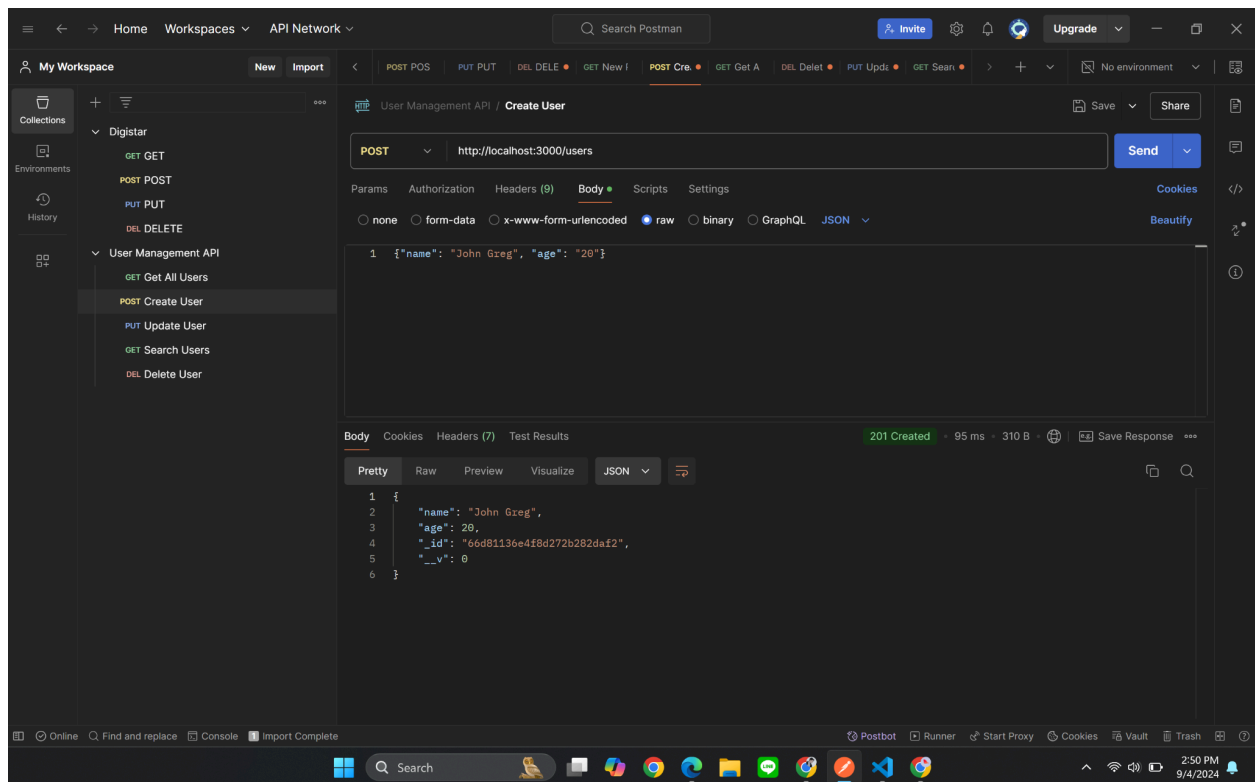 Home Workspaces API Network Search Postman Invite Upgrade
My Workspace New Import POST POS PUT PUT DEL DELE GET New I POST Cre. GET Get A DEL Delet PUT Upda GET Searc No environment
Collections
Environments
History
Digistar
GET GET
POST POST
PUT PUT
DEL DELETE
User Management API
GET Get All Users
POST Create User
PUT Update User
GET Search Users
DEL Delete User
HTTP User Management API / Create User Save Share
POST http://localhost:3000/users Send
Params Authorization Headers (9) Body Scripts Settings Cookies
none form-data x-www-form-urlencoded raw binary GraphQL JSON Beautify
1 {"name": "John Greg", "age": "20"}
Body Cookies Headers (7) Test Results 201 Created 95 ms 310 B e.g. Save Response
Pretty Raw Preview Visualize JSON
1 {
2 "name": "John Greg",
3 "age": 20,
4 "_id": "66d81136e4f8d272b282daf2",
5 "__v": 0
6 }
Online Find and replace Console 1 Import Complete Postbot Runner Start Proxy Cookies Vault Trash
Search LINE 2:50 PM
9/4/2024